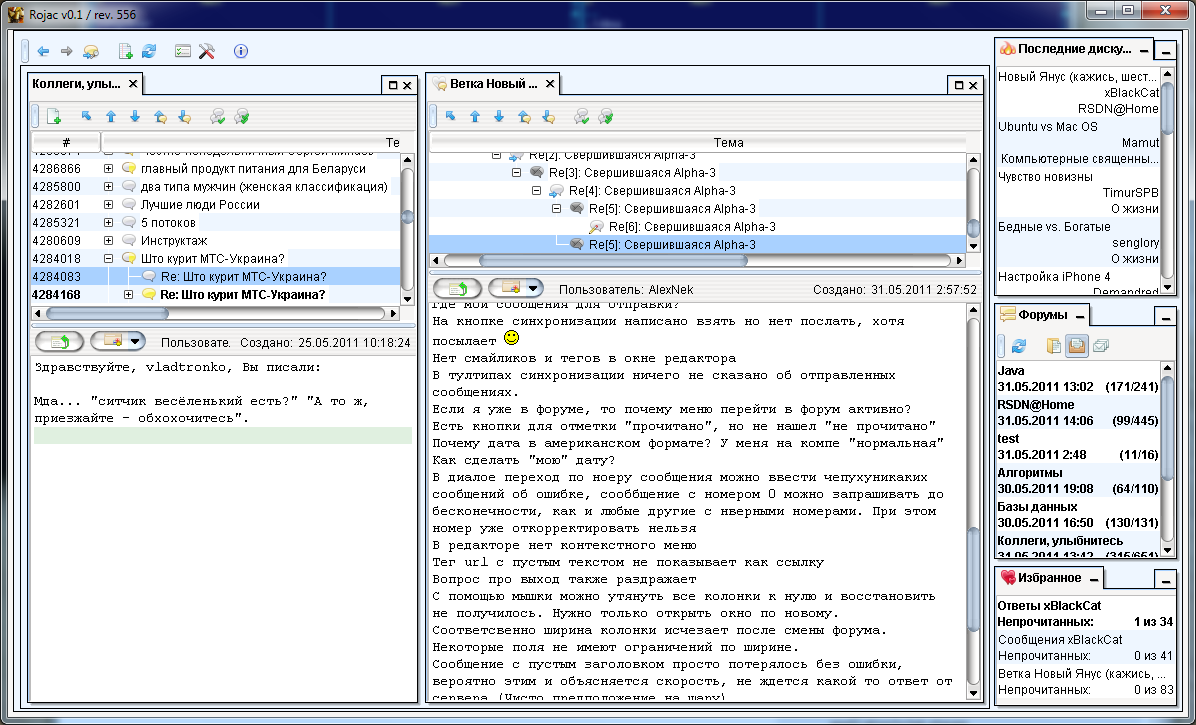 Rojac v0.1 / rev. 556
Коллеги, улы...
#
Те
4286866 главный продукт питания для Беларуси
4285800 два типа мужчин (женская классификация)
4282601 Лучшие люди России
4285321 5 потоков
4280609 Инструктаж
4284018 Што курит МТС-Украина?
4284083 Re: Што курит МТС-Украина?
4284168 Re: Што курит МТС-Украина?
Пользовате. Создано: 25.05.2011 10:18:24
Здравствуйте, vladtronko, Вы писали:
Мда... "ситчик весёленький есть?" "А то ж,
приезжайте - обхохочитесь".
Ветка Новый ...
Тема
Re[2]: Свершившаяся Alpha-3
Re[3]: Свершившаяся Alpha-3
Re[4]: Свершившаяся Alpha-3
Re[5]: Свершившаяся Alpha-3
Re[6]: Свершившаяся Alpha-3
Re[5]: Свершившаяся Alpha-3
Пользователь: AlexNek Создано: 31.05.2011 2:57:52
Где мои сообщения для отправки?
На кнопке синхронизации написано взять но нет послать, хотя
посылает
Нет смайликов и тегов в окне редактора
В тултипах синхронизации ничего не сказано об отправленных
сообщениях.
Если я уже в форуме, то почему меню перейти в форум активно?
Есть кнопки для отметки "прочитано", но не нашел "не прочитано"
Почему дата в американском формате? У меня на компе "нормальная"
Как сделать "мою" дату?
В диалое переход по ноеру сообщения можно ввести чепухуникаких
сообщений об ошибке, сооббщение с номером 0 можно запрашивать до
бесконечности, как и любые другие с нверными номерами. При этом
номер уже откорректировать нельзя
В редакторе нет контекстного меню
Тег url с пустым текстом не показывает как ссылку
Вопрос про выход также раздражает
С помощью мышки можно утянуть все колонки к нулю и восстановить
не получилось. Нужно только открыть окно по новому.
Соответсвенно ширина колонки исчезает после смены форума.
Некоторые поля не имеют ограничений по ширине.
Сообщение с пустым заголовком просто потерялось без ошибки,
вероятно этим и объясняется скорость, не ждется какой то ответ от
сервера (Чисто предположение на шару)
Последние диску...
Новый Янус (кажись, шест...
xBlackCat
RSDN@Home
Ubuntu vs Mac OS
Mamut
Компьютерные священны...
Чувство новизны
TimurSPB
О жизни
Бедные vs. Богатые
senglory
О жизни
Настройка iPhone 4
Demandred
Форумы
Java
31.05.2011 13:02 (171/241)
RSDN@Home
31.05.2011 14:06 (99/445)
test
31.05.2011 2:48 (11/16)
Алгоритмы
30.05.2011 19:08 (64/110)
Базы данных
30.05.2011 16:50 (130/131)
Коллеги, улыбнитесь
31.05.2011 13:42 (315/651)
Избранное
Ответы xBlackCat
Непрочитанных: 1 из 34
Сообщения xBlackCat
Непрочитанных: 0 из 41
Ветка Новый Янус (кажись, ...
Непрочитанных: 0 из 83